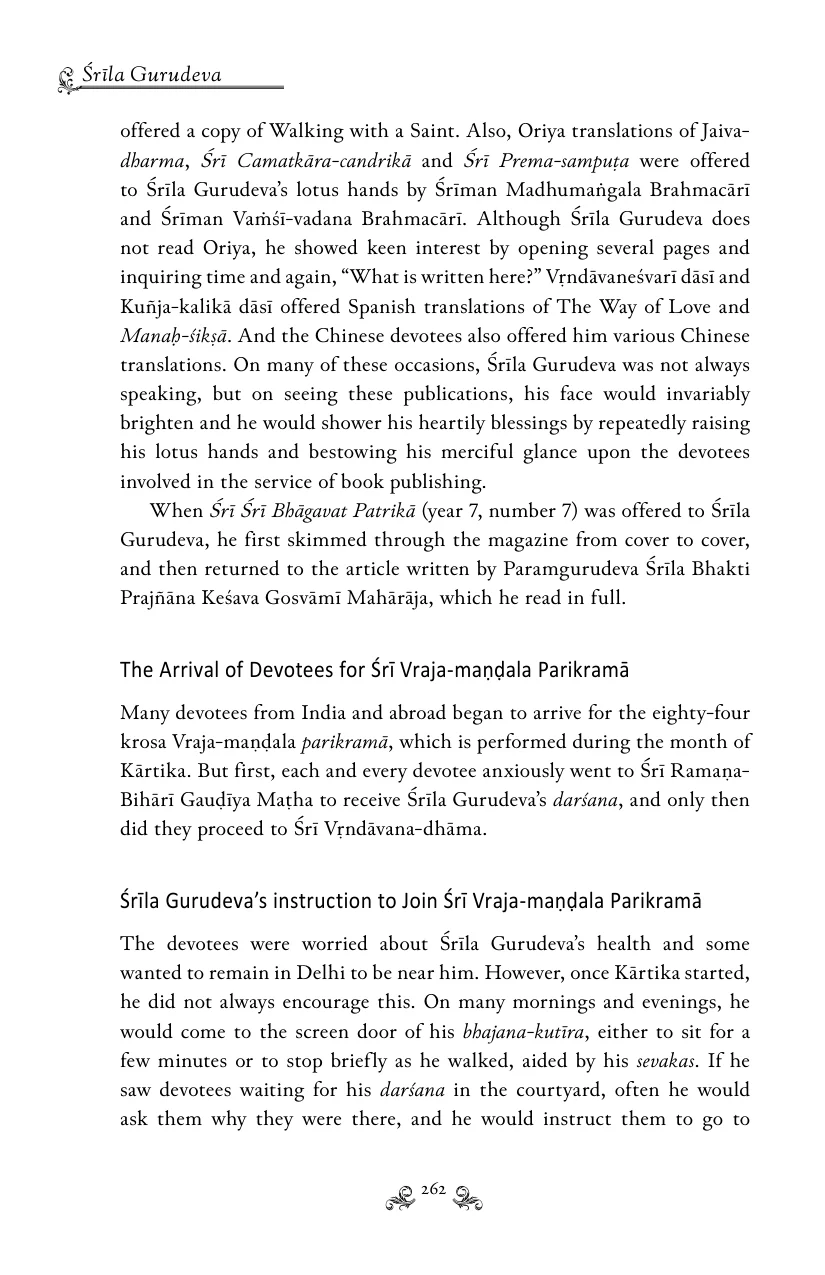 Śrīla Gurudeva
offered a copy of Walking with a Saint. Also, Oriya translations of Jaiva-
dharma, Śrī Camatkāra-candrikā and Śrī Prema-sampuṭa were offered
to Śrīla Gurudeva’s lotus hands by Śrīman Madhumaṅgala Brahmacārī
and Śrīman Vaṁśī-vadana Brahmacārī. Although Śrīla Gurudeva does
not read Oriya, he showed keen interest by opening several pages and
inquiring time and again, “What is written here?” Vṛndāvaneśvarī dāsī and
Kuñja-kalikā dāsī offered Spanish translations of The Way of Love and
Manaḥ-śikṣā. And the Chinese devotees also offered him various Chinese
translations. On many of these occasions, Śrīla Gurudeva was not always
speaking, but on seeing these publications, his face would invariably
brighten and he would shower his heartily blessings by repeatedly raising
his lotus hands and bestowing his merciful glance upon the devotees
involved in the service of book publishing.
When Śrī Śrī Bhāgavat Patrikā (year 7, number 7) was offered to Śrīla
Gurudeva, he first skimmed through the magazine from cover to cover,
and then returned to the article written by Paramgurudeva Śrīla Bhakti
Prajñāna Keśava Gosvāmī Mahārāja, which he read in full.
The Arrival of Devotees for Śrī Vraja-maṇḍala Parikramā
Many devotees from India and abroad began to arrive for the eighty-four
krosa Vraja-maṇḍala parikramā, which is performed during the month of
Kārtika. But first, each and every devotee anxiously went to Śrī Ramaṇa-
Bihārī Gauḍīya Maṭha to receive Śrīla Gurudeva’s darśana, and only then
did they proceed to Śrī Vṛndāvana-dhāma.
Śrīla Gurudeva’s instruction to Join Śrī Vraja-maṇḍala Parikramā
The devotees were worried about Śrīla Gurudeva’s health and some
wanted to remain in Delhi to be near him. However, once Kārtika started,
he did not always encourage this. On many mornings and evenings, he
would come to the screen door of his bhajana-kutīra, either to sit for a
few minutes or to stop briefly as he walked, aided by his sevakas. If he
saw devotees waiting for his darśana in the courtyard, often he would
ask them why they were there, and he would instruct them to go to
262